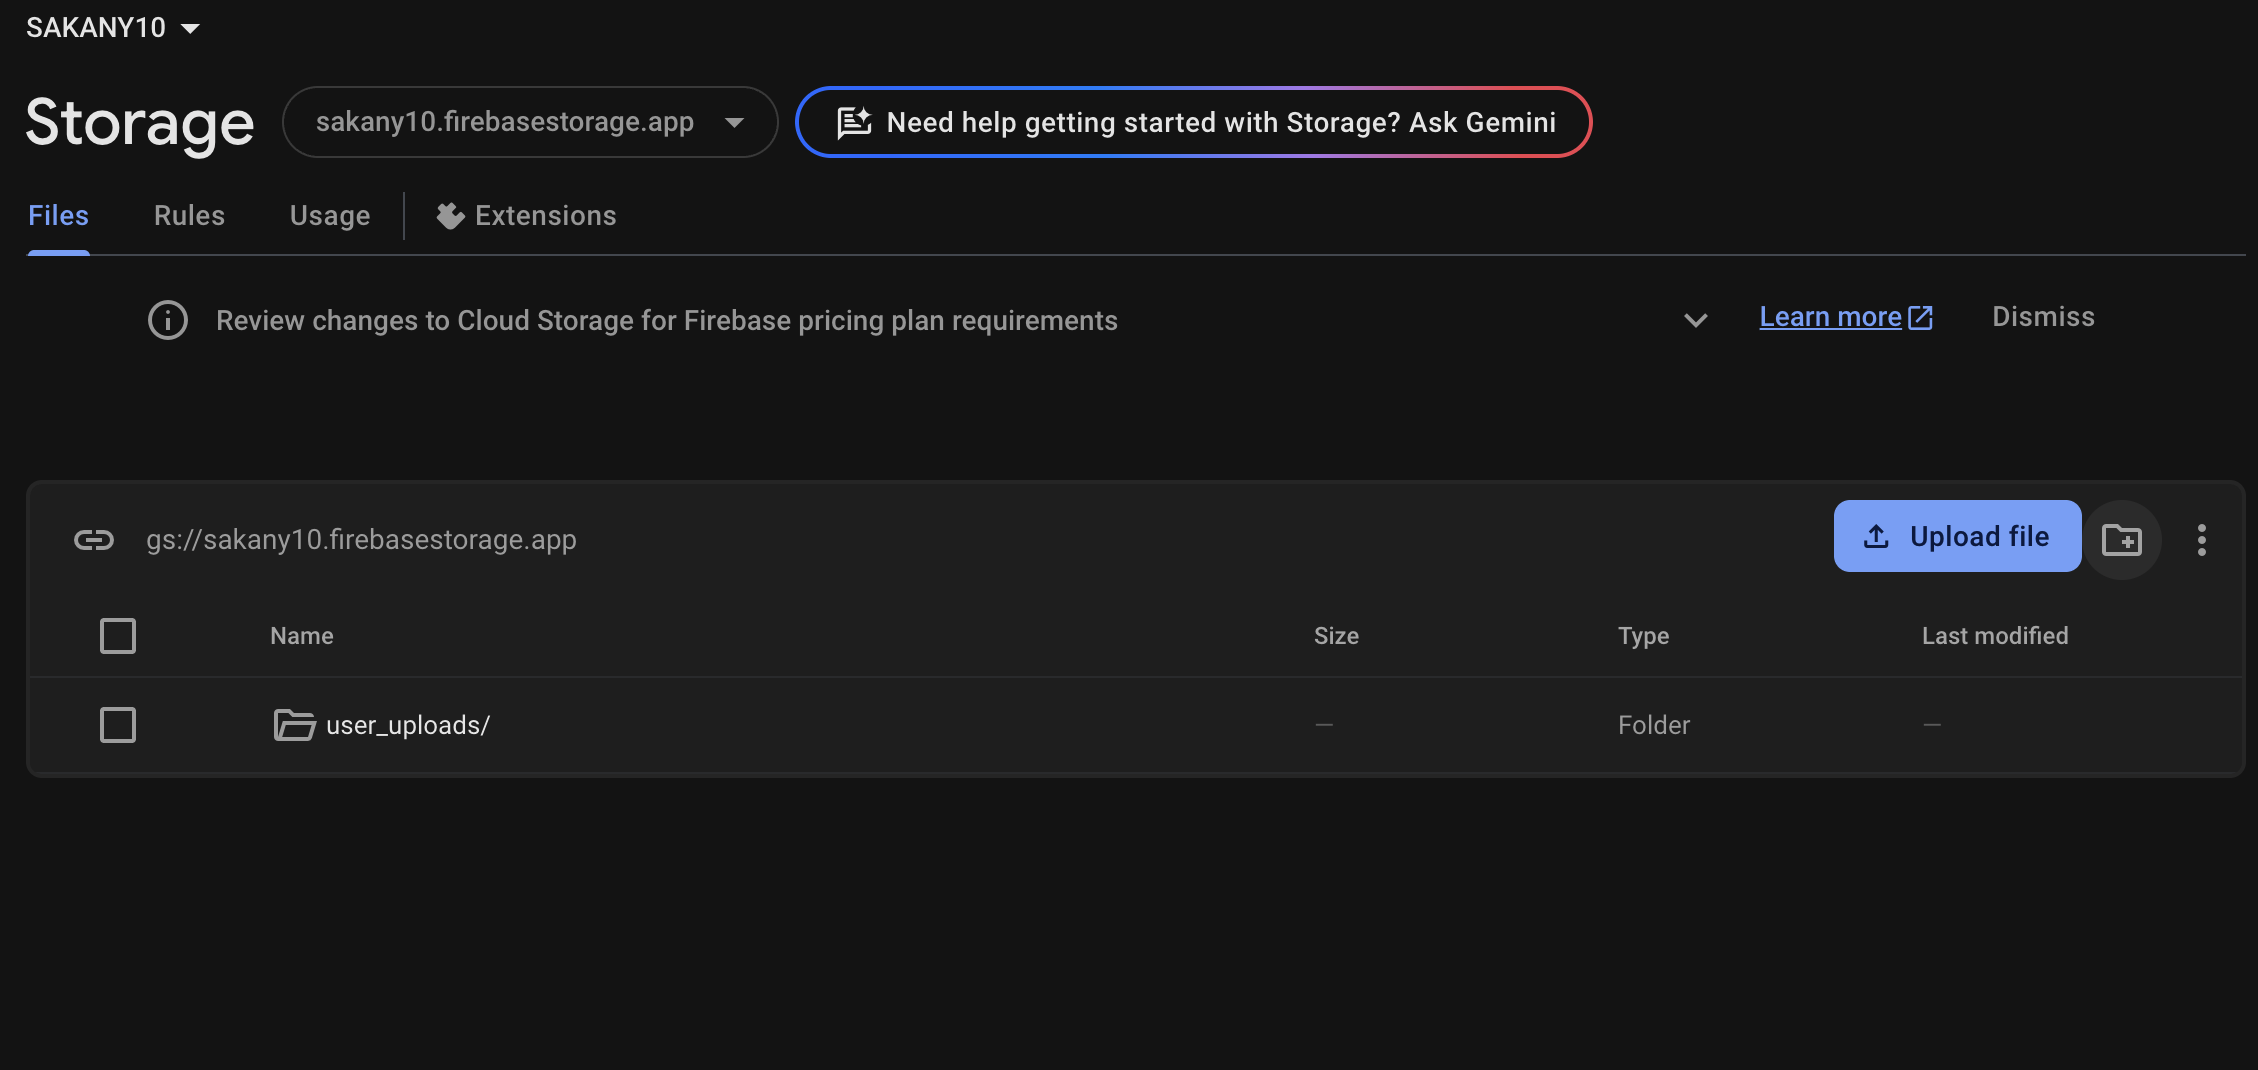 SAKANY10
Storage
sakany10.firebasestorage.app
Need help getting started with Storage? Ask Gemini
Files
Rules
Usage
Extensions
Review changes to Cloud Storage for Firebase pricing plan requirements
Learn more
Dismiss
gs://sakany10.firebasestorage.app
Upload file
Name
Size
Type
Last modified
user_uploads/
—
Folder
—